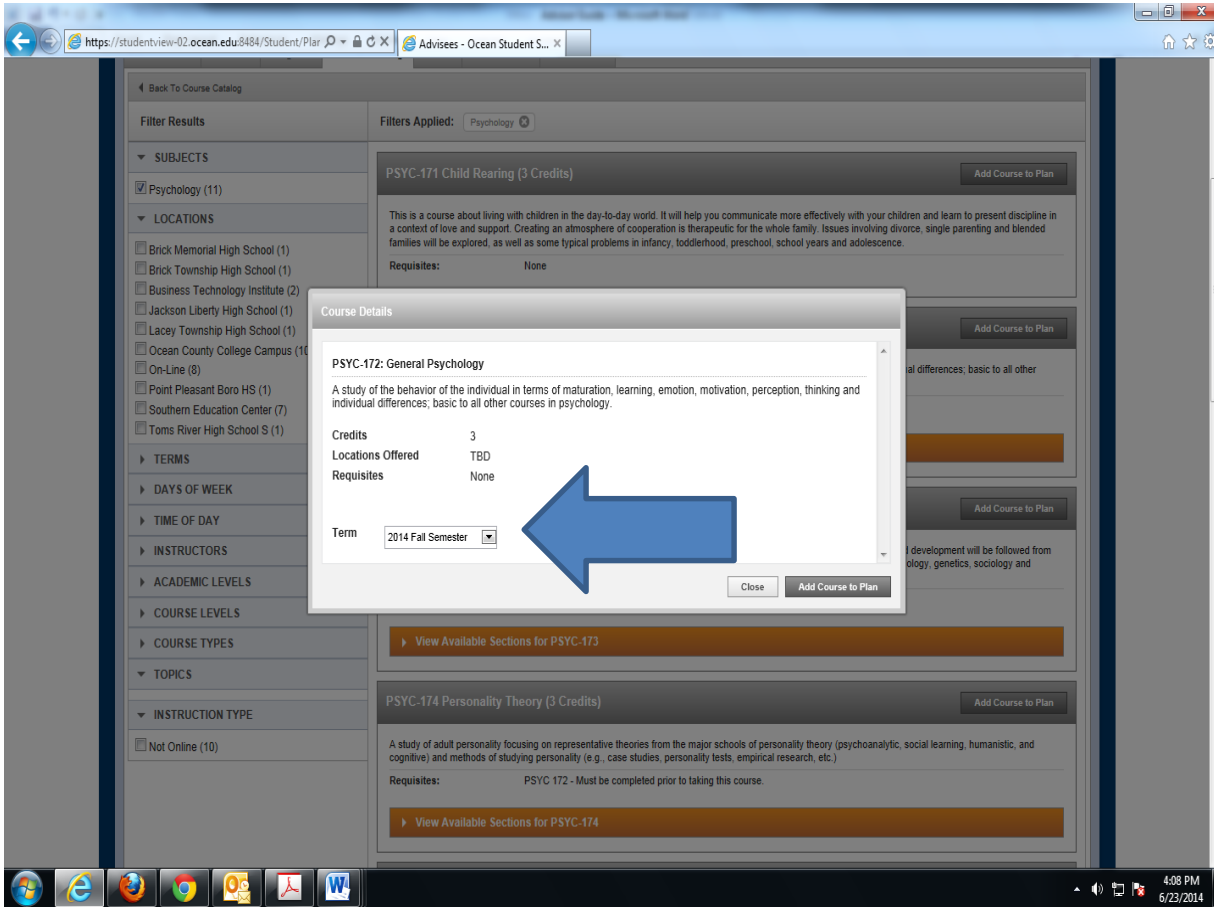 https://studentview-02.ocean.edu:8484/Student/Plar
Advisees - Ocean Student S...
Back To Course Catalog
Filter Results
Filters Applied: Psychology
SUBJECTS
Psychology (11)
LOCATIONS
Brick Memorial High School (1)
Brick Township High School (1)
Business Technology Institute (2)
Jackson Liberty High School (1)
Lacey Township High School (1)
Ocean County College Campus (10
On-Line (8)
Point Pleasant Boro HS (1)
Southern Education Center (7)
Toms River High School S (1)
TERMS
DAYS OF WEEK
TIME OF DAY
INSTRUCTORS
ACADEMIC LEVELS
COURSE LEVELS
COURSE TYPES
TOPICS
INSTRUCTION TYPE
Not Online (10)
PSYC-171 Child Rearing (3 Credits)
Add Course to Plan
This is a course about living with children in the day-to-day world. It will help you communicate more effectively with your children and learn to present discipline in
a context of love and support. Creating an atmosphere of cooperation is therapeutic for the whole family. Issues involving divorce, single parenting and blended
families will be explored, as well as some typical problems in infancy, toddlerhood, preschool, school years and adolescence.
Requisites: None
Add Course to Plan
al differences; basic to all other
Course Details
PSYC-172: General Psychology
A study of the behavior of the individual in terms of maturation, learning, emotion, motivation, perception, thinking and
individual differences; basic to all other courses in psychology.
Credits 3
Locations Offered TBD
Requisites None
Term 2014 Fall Semester
Close Add Course to Plan
Add Course to Plan
development will be followed from
ology, genetics, sociology and
View Available Sections for PSYC-173
PSYC-174 Personality Theory (3 Credits)
Add Course to Plan
A study of adult personality focusing on representative theories from the major schools of personality theory (psychoanalytic, social learning, humanistic, and
cognitive) and methods of studying personality (e.g., case studies, personality tests, empirical research, etc.)
Requisites: PSYC 172 - Must be completed prior to taking this course.
View Available Sections for PSYC-174
4:08 PM
6/23/2014